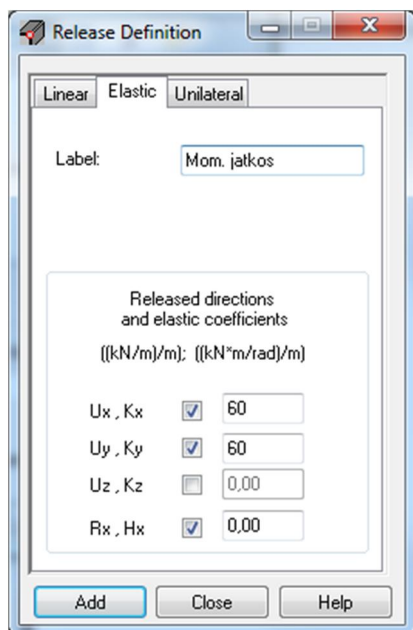 Release Definition
Linear Elastic Unilateral
Label: Mom. jatkos
Released directions
and elastic coefficients
((kN/m)/m); ((kN*m/rad)/m)
Ux , Kx 60
Uy , Ky 60
Uz , Kz 0,00
Rx , Hx 0,00
Add Close Help